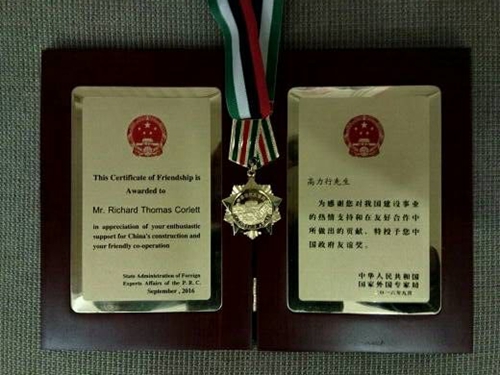 This Certificate of Friendship is
Awarded to
Mr. Richard Thomas Corlett
in appreciation of your enthusiastic
support for China's construction and
your friendly co-operation
State Administration of Foreign
Experts Affairs of the P. R. C.
September , 2016
高力行先生
为感谢您对我国建设事业
的热情支持和在友好合作中
所做出的贡献，特授予您中
国政府友谊奖。
中华人民共和国
国家外国专家局
二〇一六年九月